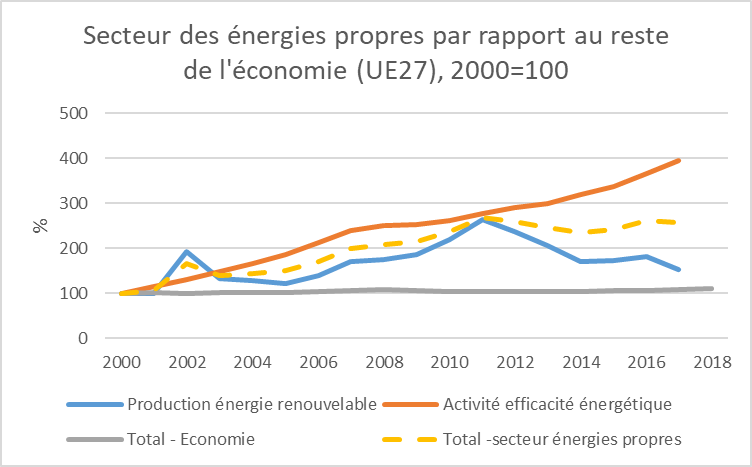 Secteur des énergies propres par rapport au reste
de l'économie (UE27), 2000=100
500
400
300
200
100
0
%
2000 2002 2004 2006 2008 2010 2012 2014 2016 2018
Production énergie renouvelable Activité efficacité énergétique
Total - Economie Total -secteur énergies propres